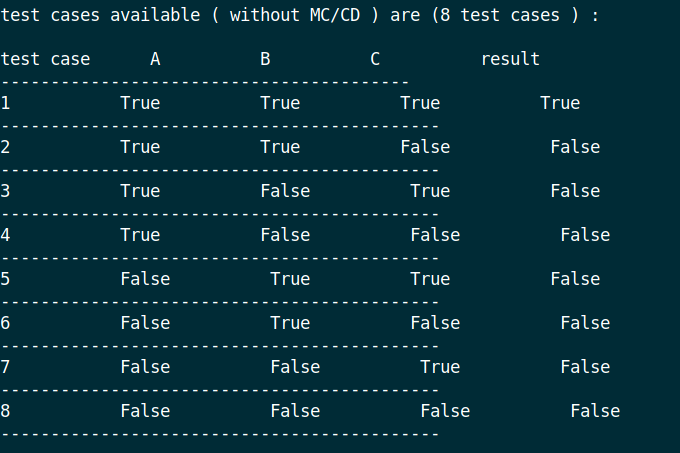 test cases available ( without MC/CD ) are (8 test cases ) :
test case A B C result
-----------------------------------------
1 True True True True
--------------------------------------------
2 True True False False
--------------------------------------------
3 True False True False
--------------------------------------------
4 True False False False
--------------------------------------------
5 False True True False
--------------------------------------------
6 False True False False
--------------------------------------------
7 False False True False
--------------------------------------------
8 False False False False
--------------------------------------------